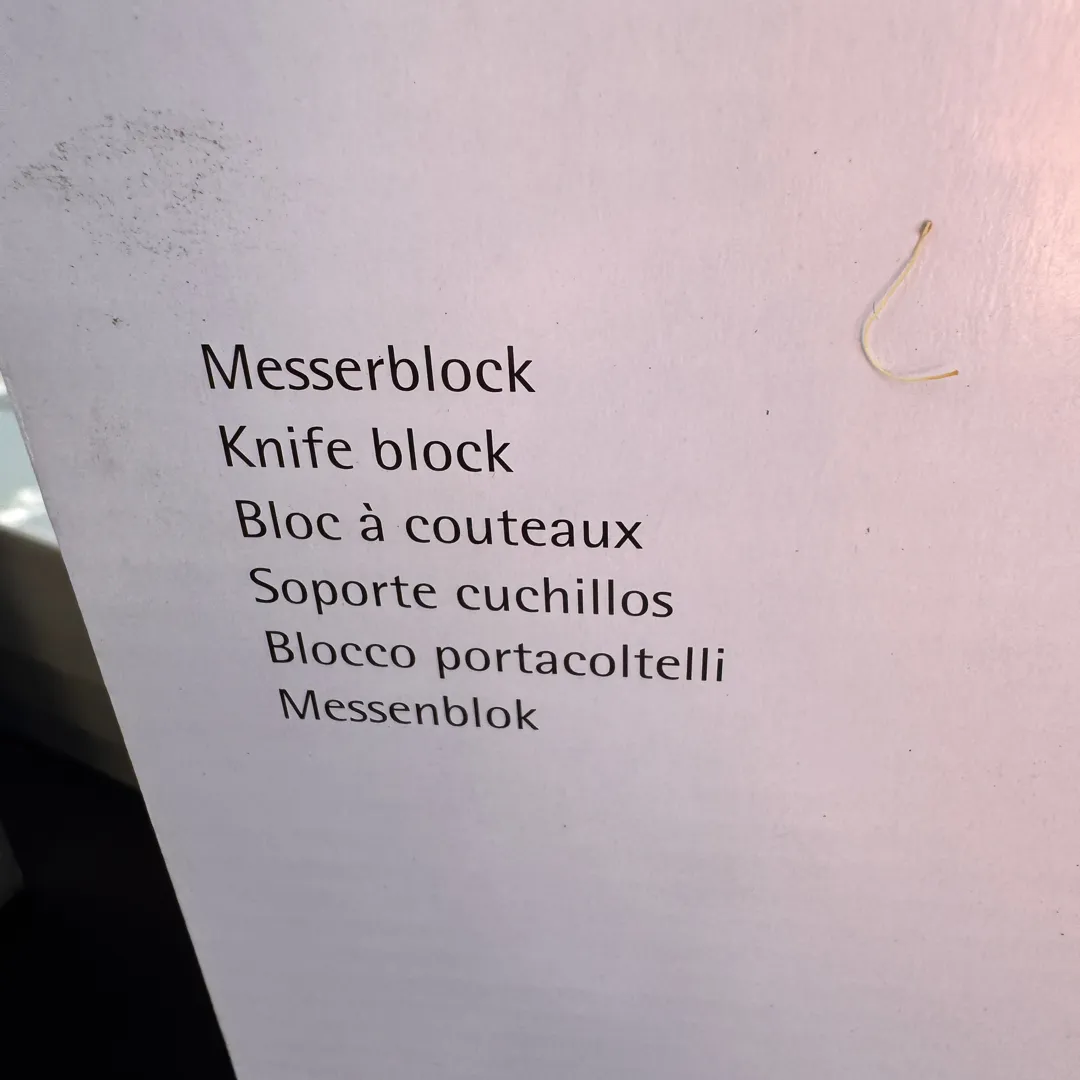 Messerblock
Knife block
Bloc à couteaux
Soporte cuchillos
Blocco portacoltelli
Messenblok